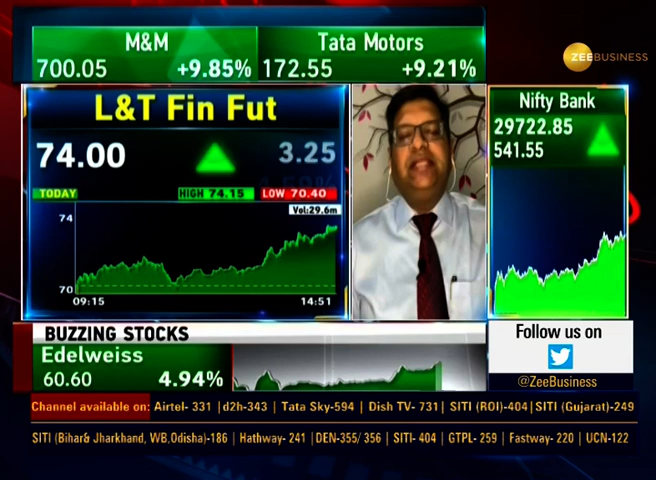 M&M
700.05 +9.85%
Tata Motors
172.55 +9.21%
ZEEBUSINESS
L&T Fin Fut
74.00 3.25
TODAY HIGH 74.15 LOW 70.40
Vol:29.6m
74
70
09:15 14:51
Nifty Bank
29722.85
541.55
BUZZING STOCKS
Edelweiss
60.60 4.94%
Follow us on
@ZeeBusiness
Channel available on: Airtel- 331 | d2h-343 | Tata Sky-594 | Dish TV- 731 | SITI (ROI)-404 | SITI (Gujarat)-249
SITI (Bihar& Jharkhand, WB,Odisha)-186 | Hathway- 241 | DEN-355/ 356 | SITI- 404 | GTPL- 259 | Fastway- 220 | UCN-122